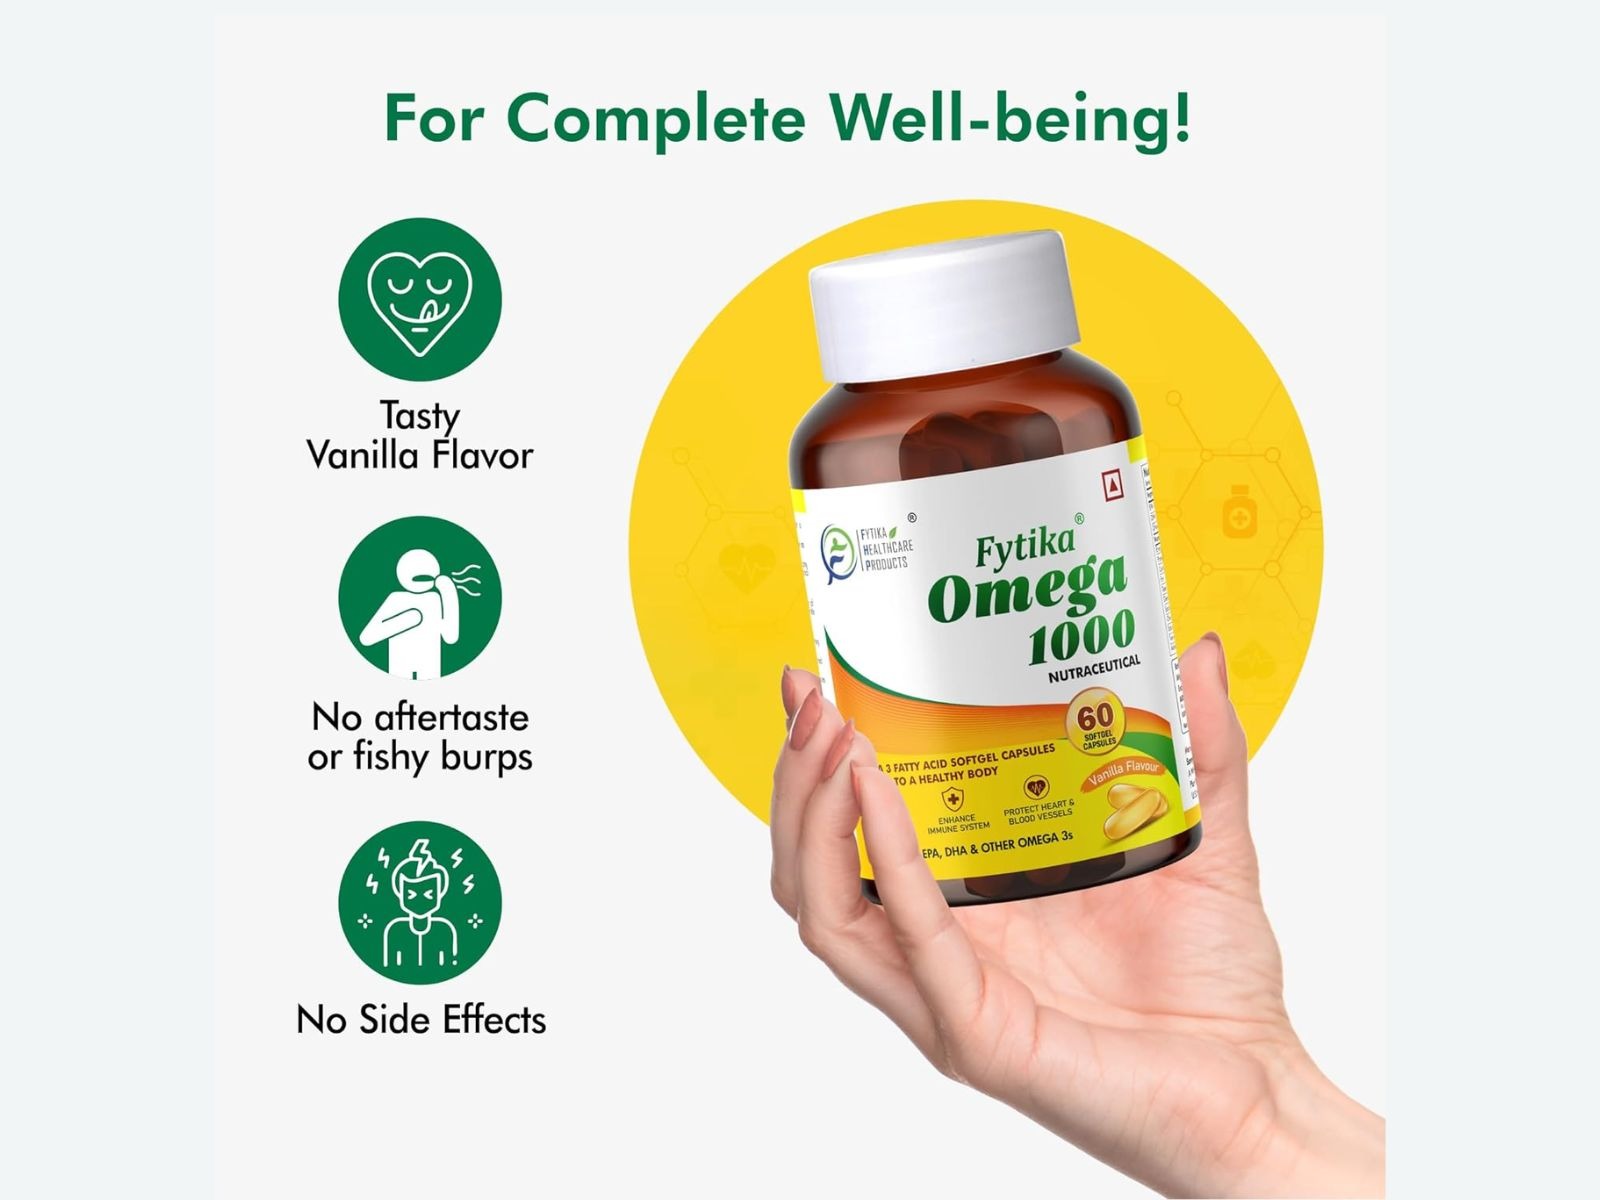 For Complete Well-being!
Tasty
Vanilla Flavor
No aftertaste
or fishy burps
No Side Effects
FYTIKA
HEALTHCARE
PRODUCTS
®
Fytika®
Omega
1000
NUTRACEUTICAL
60
SOFTGEL
CAPSULES
3 FATTY ACID SOFTGEL CAPSULES
TO A HEALTHY BODY
Vanilla Flavour
ENHANCE
IMMUNE SYSTEM
PROTECT HEART &
BLOOD VESSELS
EPA, DHA & OTHER OMEGA 3s